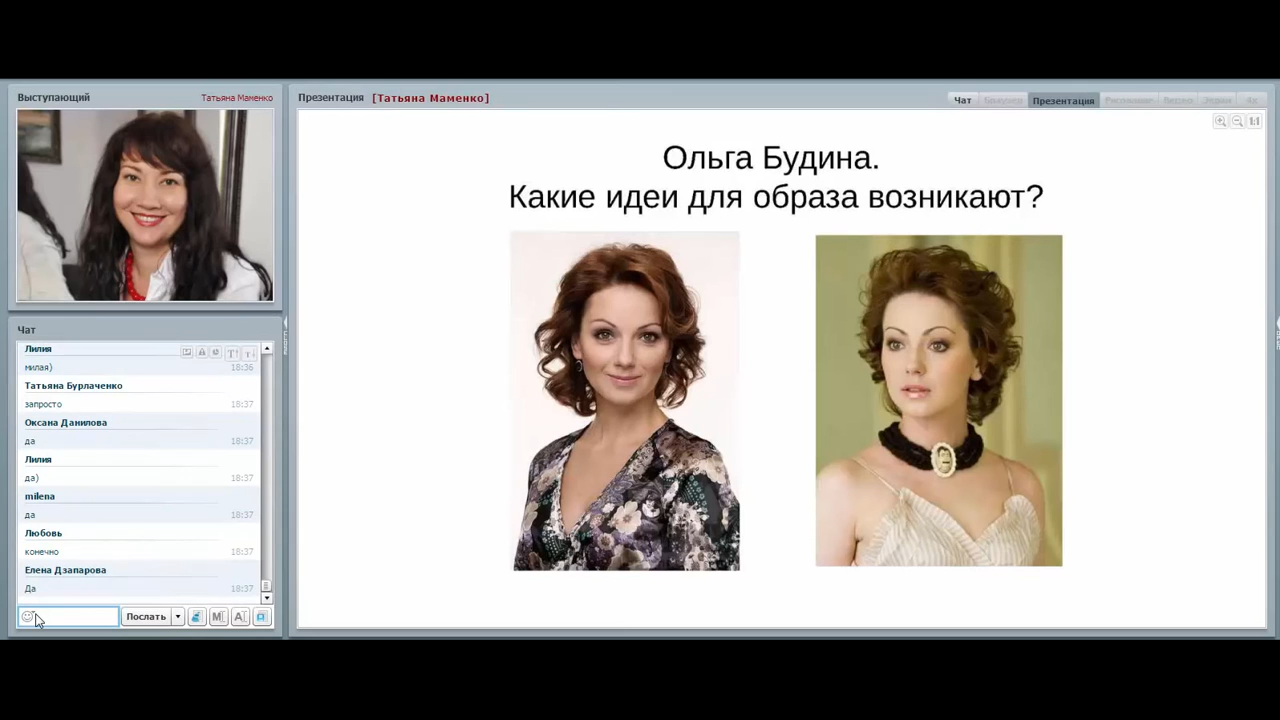 Выступающий
Татьяна Маменко
Презентация [Татьяна Маменко]
Чат
Презентация
1:1
Ольга Будина.
Какие идеи для образа возникают?
Чат
Лилия
милая) 18:36
Татьяна Бурлаченко
запросто 18:37
Оксана Данилова
да 18:37
Лилия
да) 18:37
milena
да 18:37
Любовь
конечно 18:37
Елена Дзапарова
Да 18:37
Послать